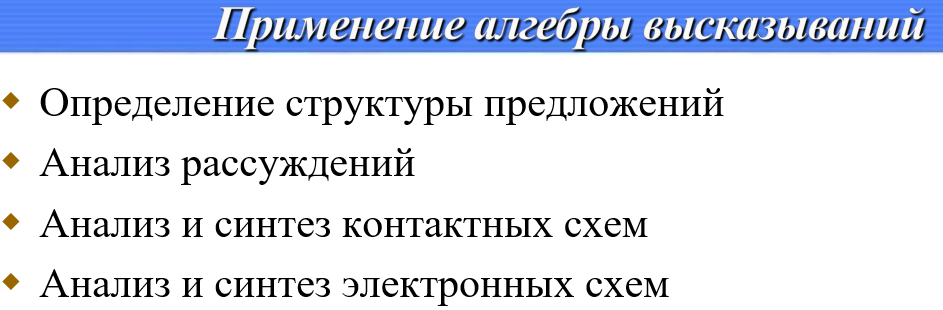 Применение алгебры высказываний
Определение структуры предложений
Анализ рассуждений
Анализ и синтез контактных схем
Анализ и синтез электронных схем